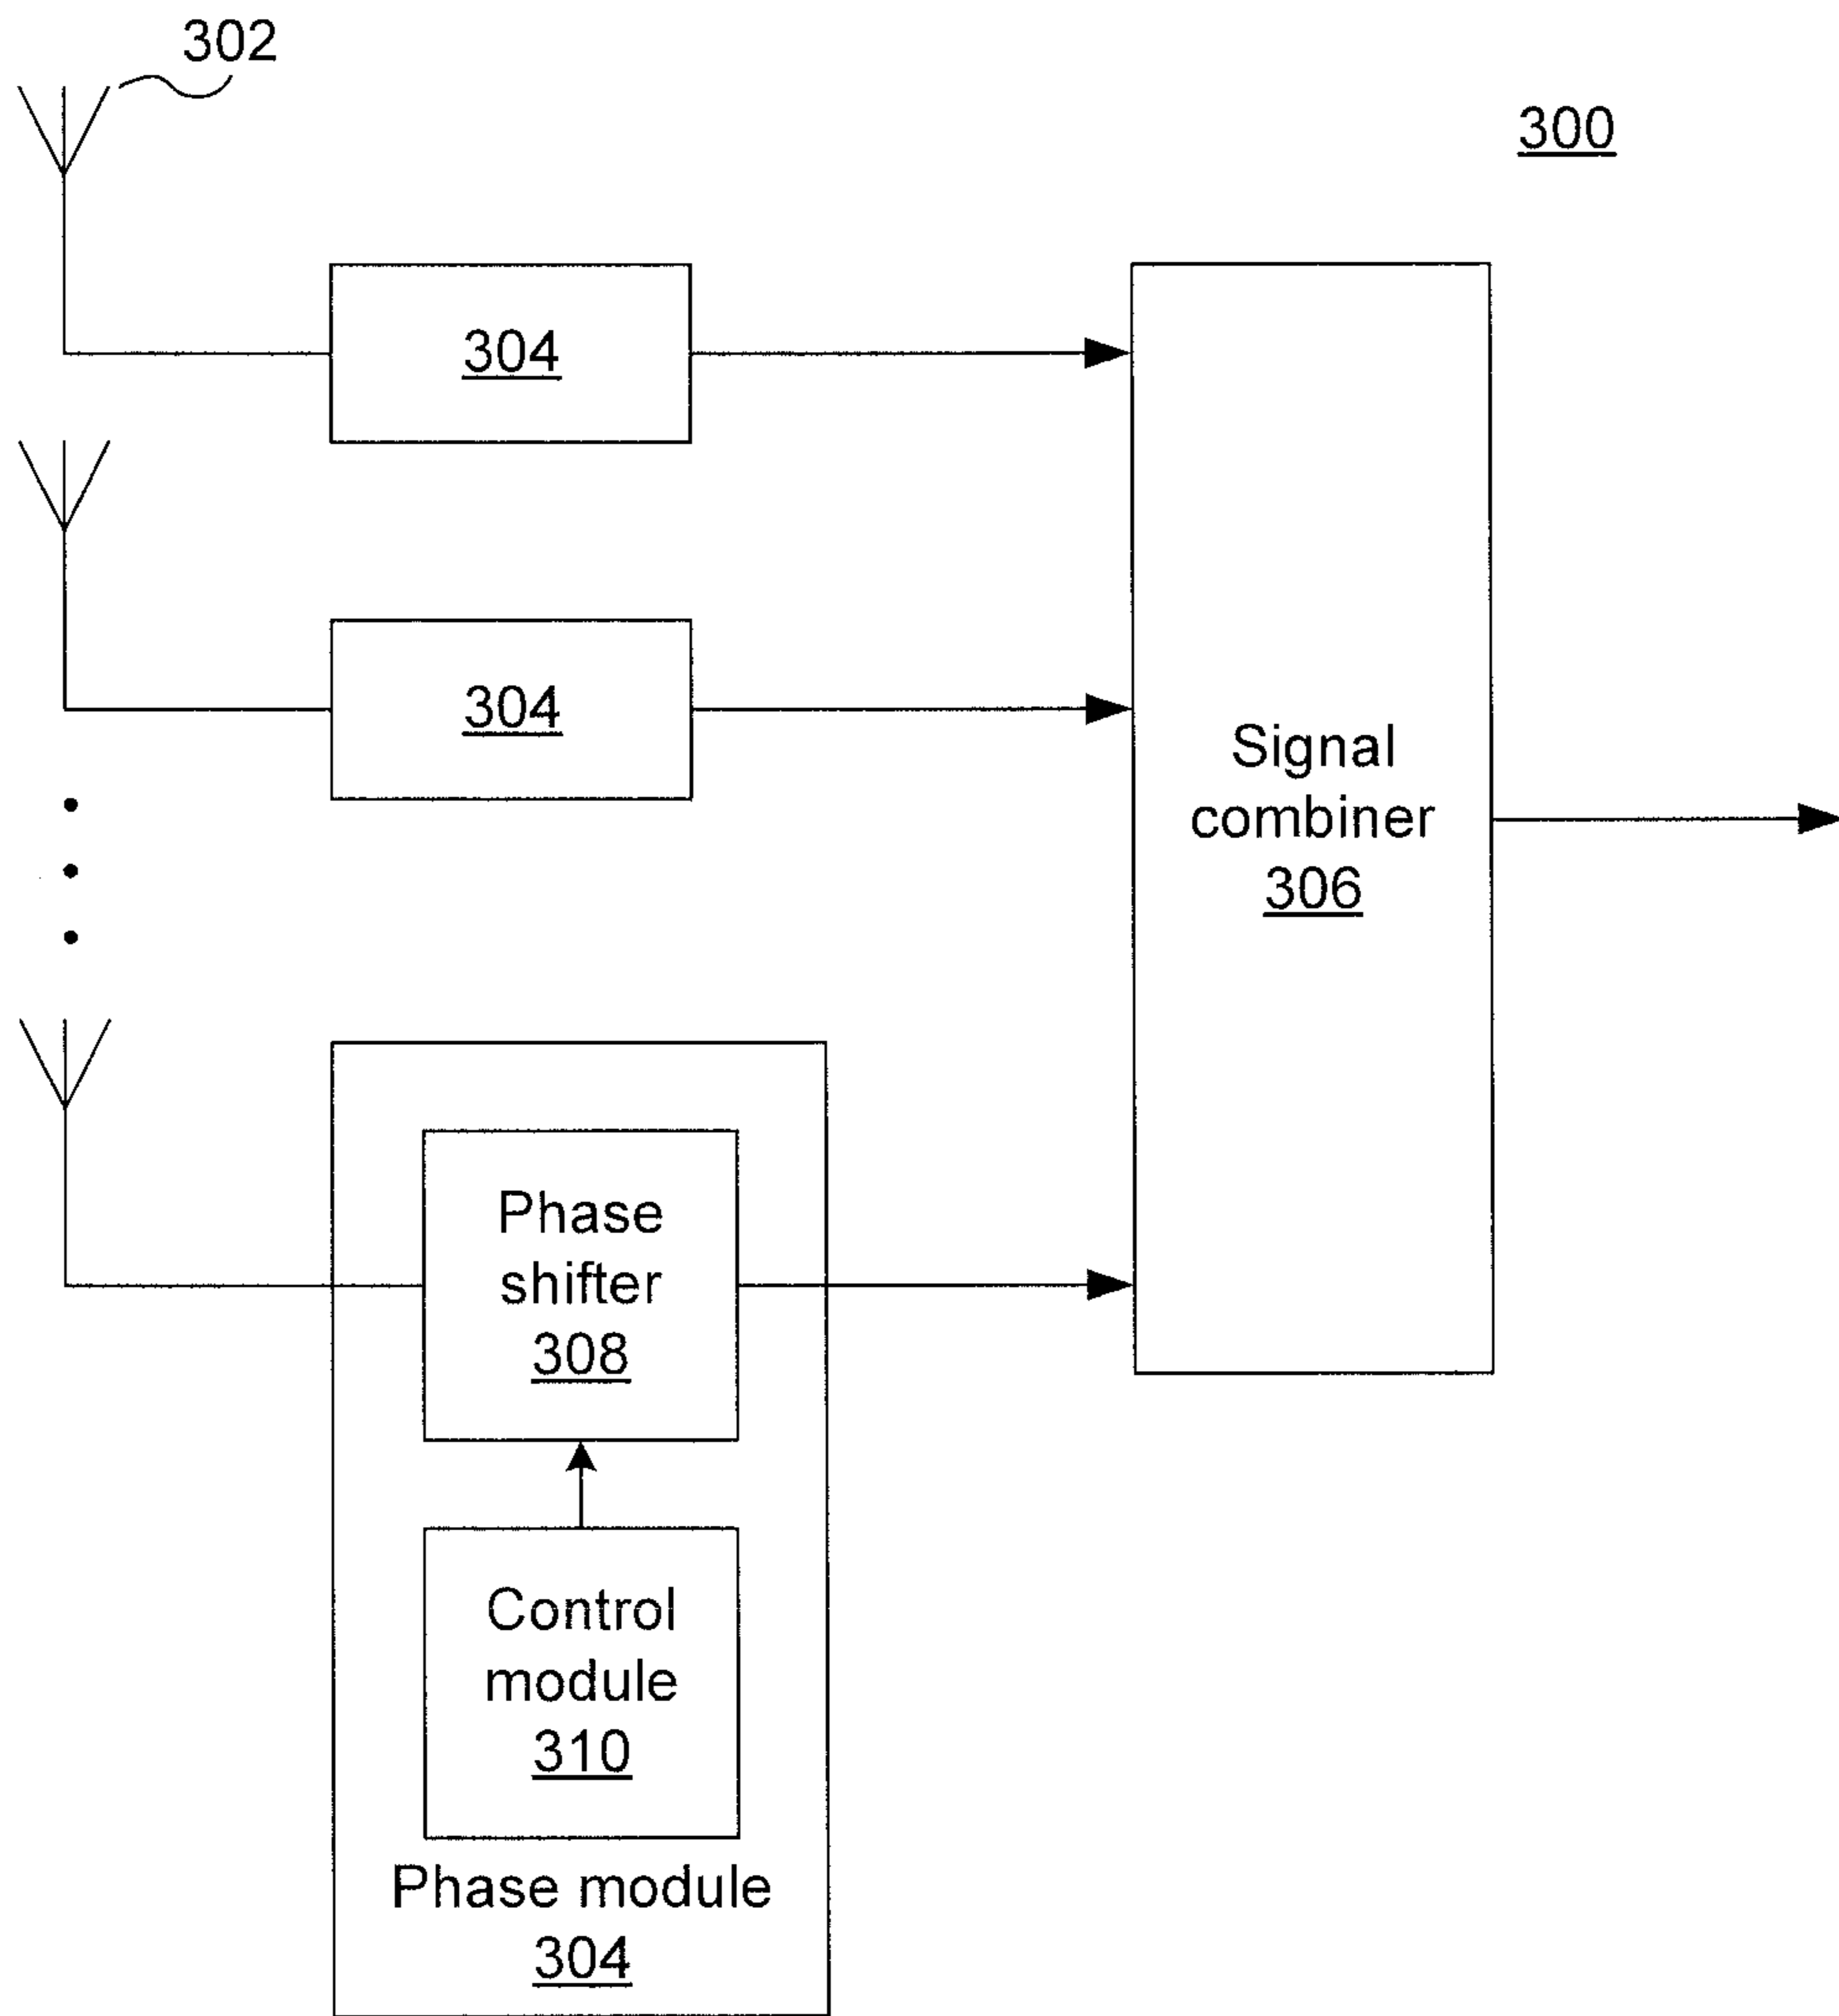 302
300
304
304
Signal
combiner
306
Phase
shifter
308
Control
module
310
Phase module
304